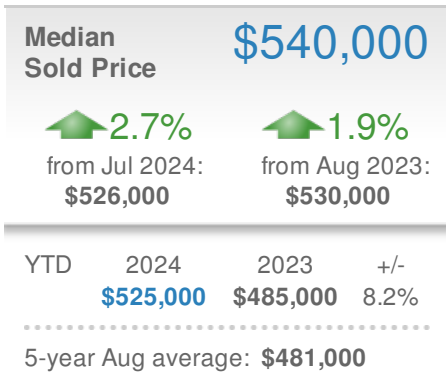 Median $540,000
Sold Price
2.7% 1.9%
from Jul 2024: from Aug 2023:
$526,000 $530,000
YTD 2024 2023 +/-
$525,000 $485,000 8.2%
5-year Aug average: $481,000